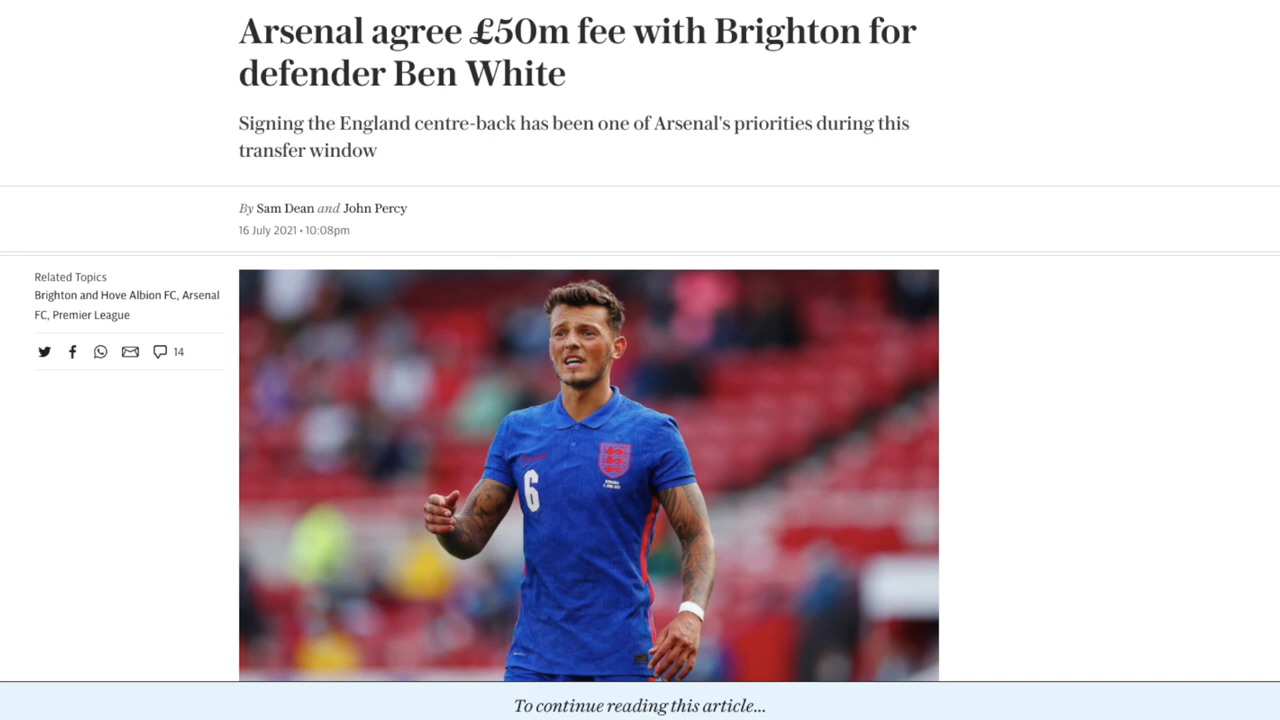 Arsenal agree £50m fee with Brighton for
defender Ben White
Signing the England centre-back has been one of Arsenal's priorities during this
transfer window
By Sam Dean and John Percy
16 July 2021 • 10:08pm
Related Topics
Brighton and Hove Albion FC, Arsenal
FC, Premier League
14
6
To continue reading this article...